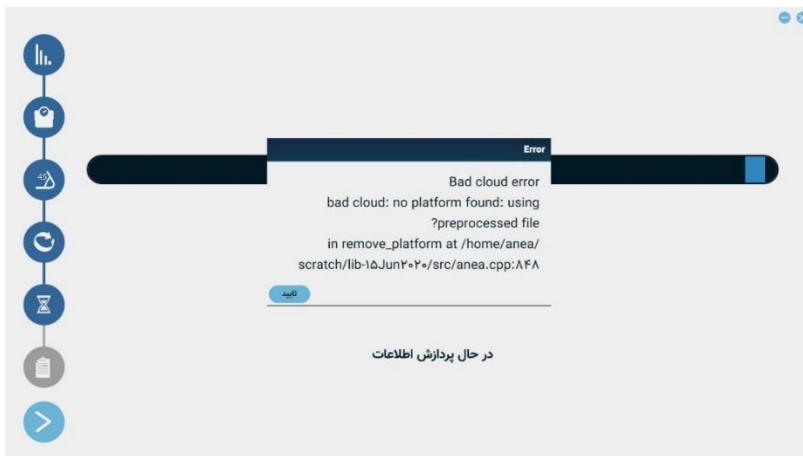 45
Error
Bad cloud error
bad cloud: no platform found: using
?preprocessed file
in remove_platform at /home/anea/
scratch/lib-۱۵Jun۲۰۲۰/src/anea.cpp:۸۴۸
تایید
در حال پردازش اطلاعات